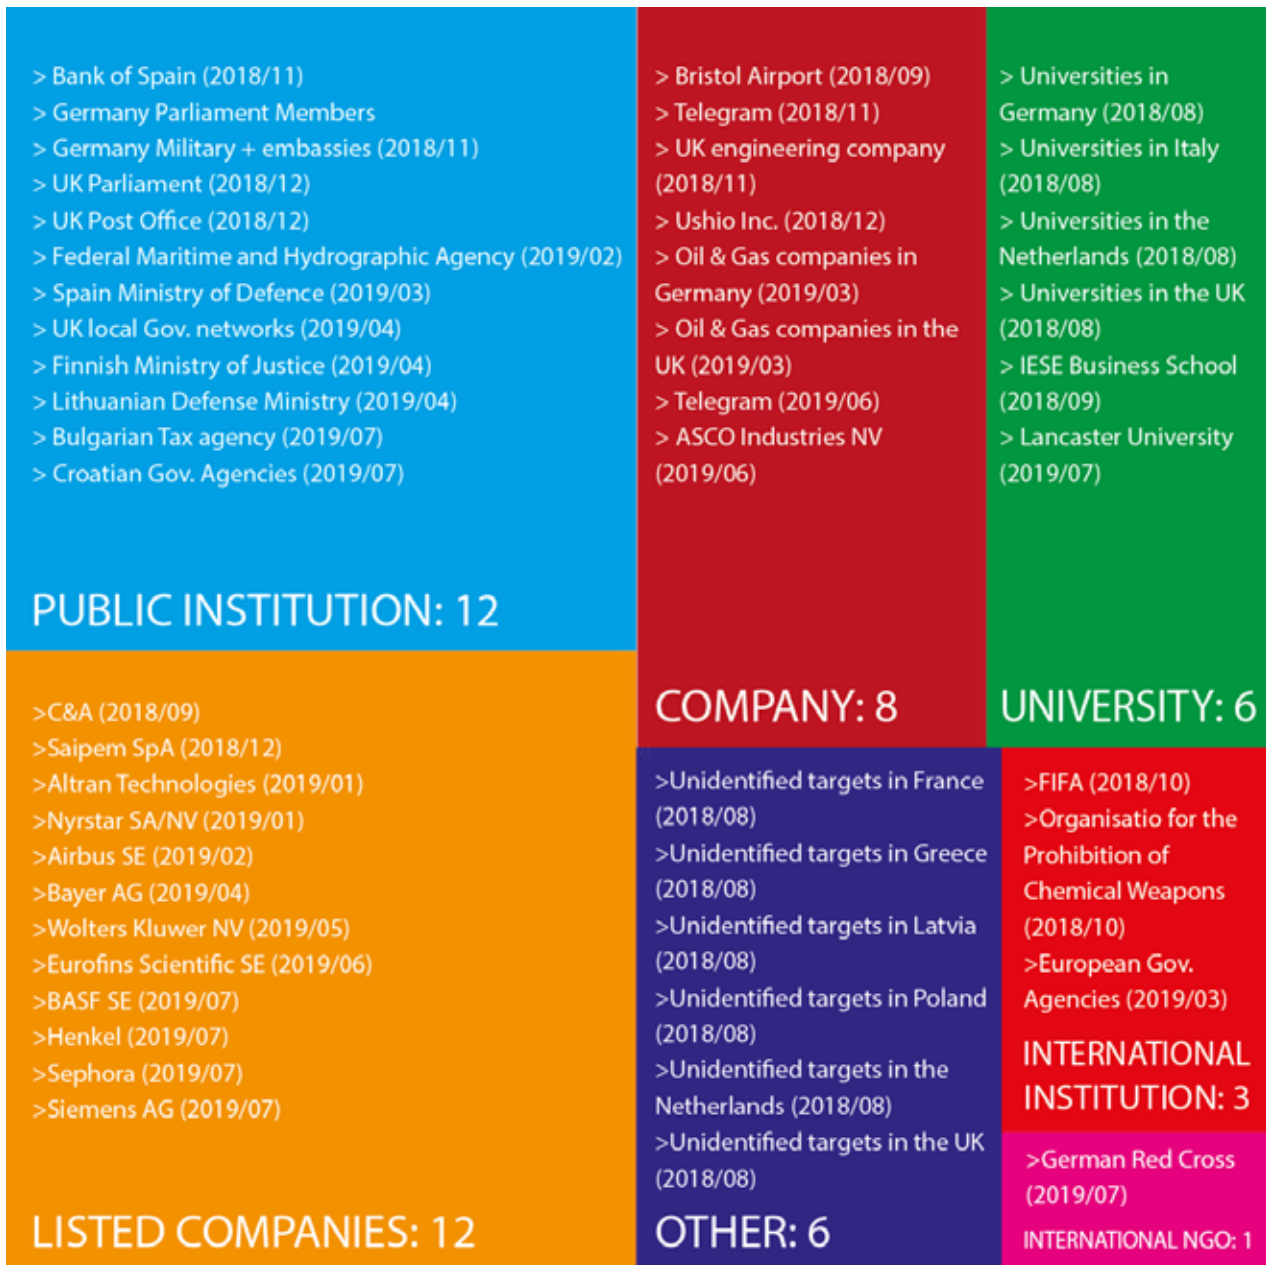 > Bank of Spain (2018/11)
> Germany Parliament Members
> Germany Military + embassies (2018/11)
> UK Parliament (2018/12)
> UK Post Office (2018/12)
> Federal Maritime and Hydrographic Agency (2019/02)
> Spain Ministry of Defence (2019/03)
> UK local Gov. networks (2019/04)
> Finnish Ministry of Justice (2019/04)
> Lithuanian Defense Ministry (2019/04)
> Bulgarian Tax agency (2019/07)
> Croatian Gov. Agencies (2019/07)
PUBLIC INSTITUTION: 12
> Bristol Airport (2018/09)
> Telegram (2018/11)
> UK engineering company
(2018/11)
> Ushio Inc. (2018/12)
> Oil & Gas companies in
Germany (2019/03)
> Oil & Gas companies in the
UK (2019/03)
> Telegram (2019/06)
> ASCO Industries NV
(2019/06)
COMPANY: 8
> Universities in
Germany (2018/08)
> Universities in Italy
(2018/08)
> Universities in the
Netherlands (2018/08)
> Universities in the UK
(2018/08)
> IESE Business School
(2018/09)
> Lancaster University
(2019/07)
UNIVERSITY: 6
>C&A (2018/09)
>Saipem SpA (2018/12)
>Altran Technologies (2019/01)
>Nyrstar SA/NV (2019/01)
>Airbus SE (2019/02)
>Bayer AG (2019/04)
>Wolters Kluwer NV (2019/05)
>Eurofins Scientific SE (2019/06)
>BASF SE (2019/07)
>Henkel (2019/07)
>Sephora (2019/07)
>Siemens AG (2019/07)
LISTED COMPANIES: 12
>Unidentified targets in France
(2018/08)
>Unidentified targets in Greece
(2018/08)
>Unidentified targets in Latvia
(2018/08)
>Unidentified targets in Poland
(2018/08)
>Unidentified targets in the
Netherlands (2018/08)
>Unidentified targets in the UK
(2018/08)
OTHER: 6
>FIFA (2018/10)
>Organisatio for the
Prohibition of
Chemical Weapons
(2018/10)
>European Gov.
Agencies (2019/03)
INTERNATIONAL
INSTITUTION: 3
>German Red Cross
(2019/07)
INTERNATIONAL NGO: 1